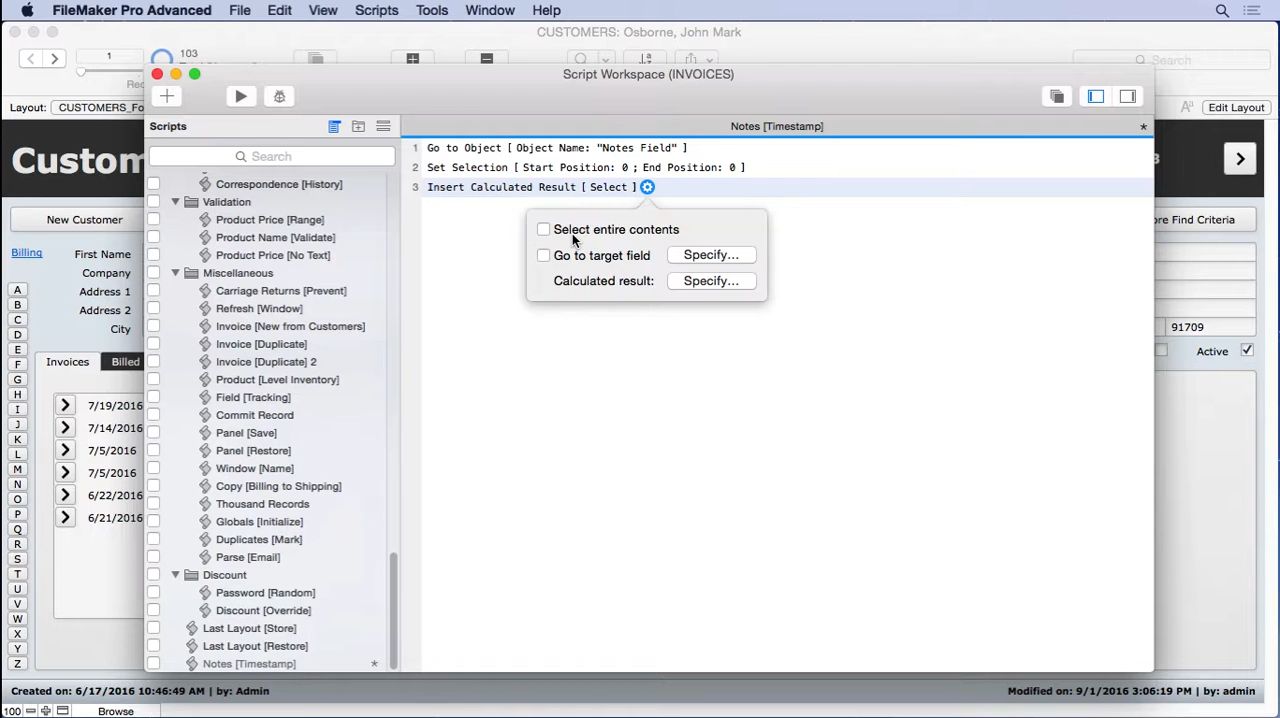 FileMaker Pro Advanced File Edit View Scripts Tools Window Help
CUSTOMERS: Osborne, John Mark
1 103
Search
Script Workspace (INVOICES)
Layout: CUSTOMERS_Fo
Edit Layout
Scripts
Notes [Timestamp] *
Search
Custom
3
New Customer
ore Find Criteria
Billing
First Name
Company
Address 1
Address 2
City
91709
Active
Invoices Billed
A
B
C
D
E
F
G
H
I
J
K
L
M
N
O
P
Q
R
S
T
U
V
W
X
Y
Z
7/19/2016
7/14/2016
7/5/2016
7/5/2016
6/22/2016
6/21/2016
Correspondence [History]
Validation
Product Price [Range]
Product Name [Validate]
Product Price [No Text]
Miscellaneous
Carriage Returns [Prevent]
Refresh [Window]
Invoice [New from Customers]
Invoice [Duplicate]
Invoice [Duplicate] 2
Product [Level Inventory]
Field [Tracking]
Commit Record
Panel [Save]
Panel [Restore]
Window [Name]
Copy [Billing to Shipping]
Thousand Records
Globals [Initialize]
Duplicates [Mark]
Parse [Email]
Discount
Password [Random]
Discount [Override]
Last Layout [Store]
Last Layout [Restore]
Notes [Timestamp] *
1 Go to Object [ Object Name: "Notes Field" ]
2 Set Selection [ Start Position: 0 ; End Position: 0 ]
3 Insert Calculated Result [ Select ]
Select entire contents
Go to target field Specify...
Calculated result: Specify...
Created on: 6/17/2016 10:46:49 AM | by: Admin
Modified on: 9/1/2016 3:06:19 PM | by: admin
100 Browse